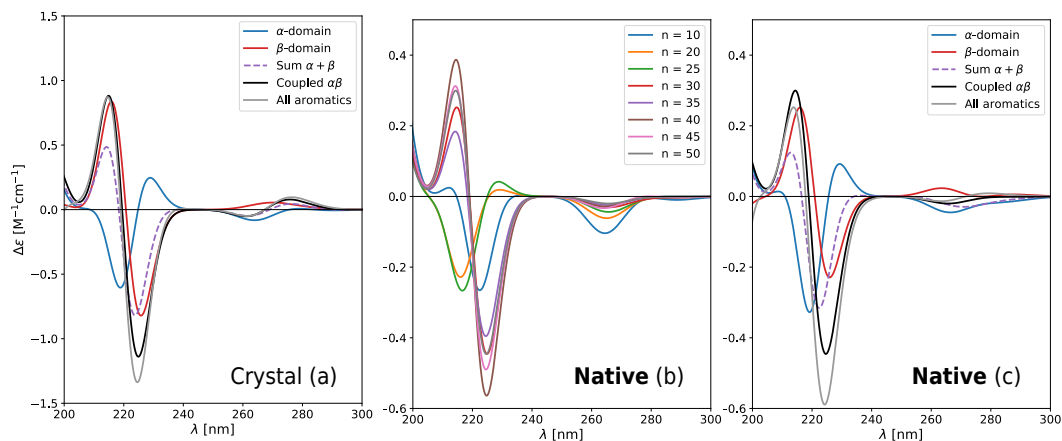 1.5
1.0
0.5
0.0
−0.5
−1.0
−1.5
Δε [M⁻¹cm⁻¹]
200 220 240 260 280 300
λ [nm]
α-domain
β-domain
Sum α + β
Coupled αβ
All aromatics
Crystal (a)
0.4
0.2
0.0
−0.2
−0.4
−0.6
200 220 240 260 280 300
λ [nm]
n = 10
n = 20
n = 25
n = 30
n = 35
n = 40
n = 45
n = 50
Native (b)
0.4
0.2
0.0
−0.2
−0.4
−0.6
200 220 240 260 280 300
λ [nm]
α-domain
β-domain
Sum α + β
Coupled αβ
All aromatics
Native (c)